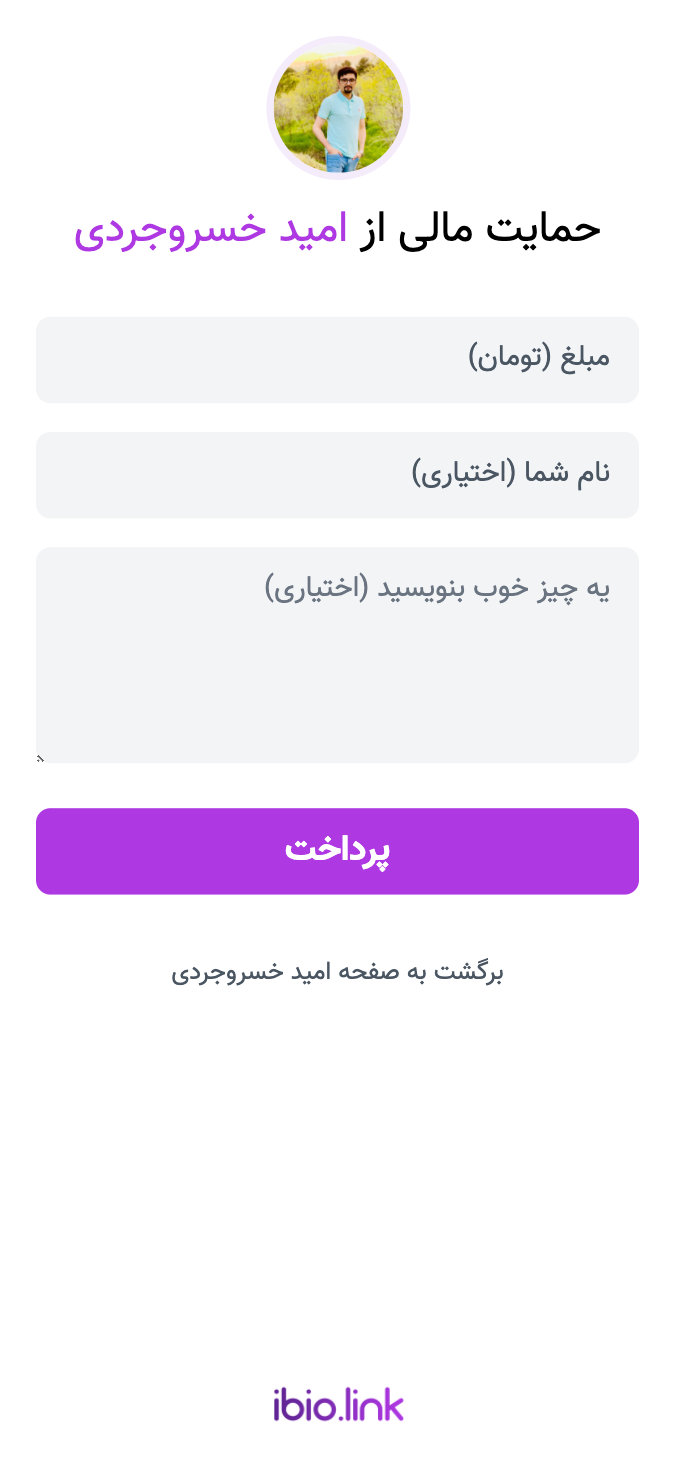 حمایت مالی از امید خسروجردی
مبلغ (تومان)
نام شما (اختیاری)
یه چیز خوب بنویسید (اختیاری)
پرداخت
برگشت به صفحه امید خسروجردی
ibio.link